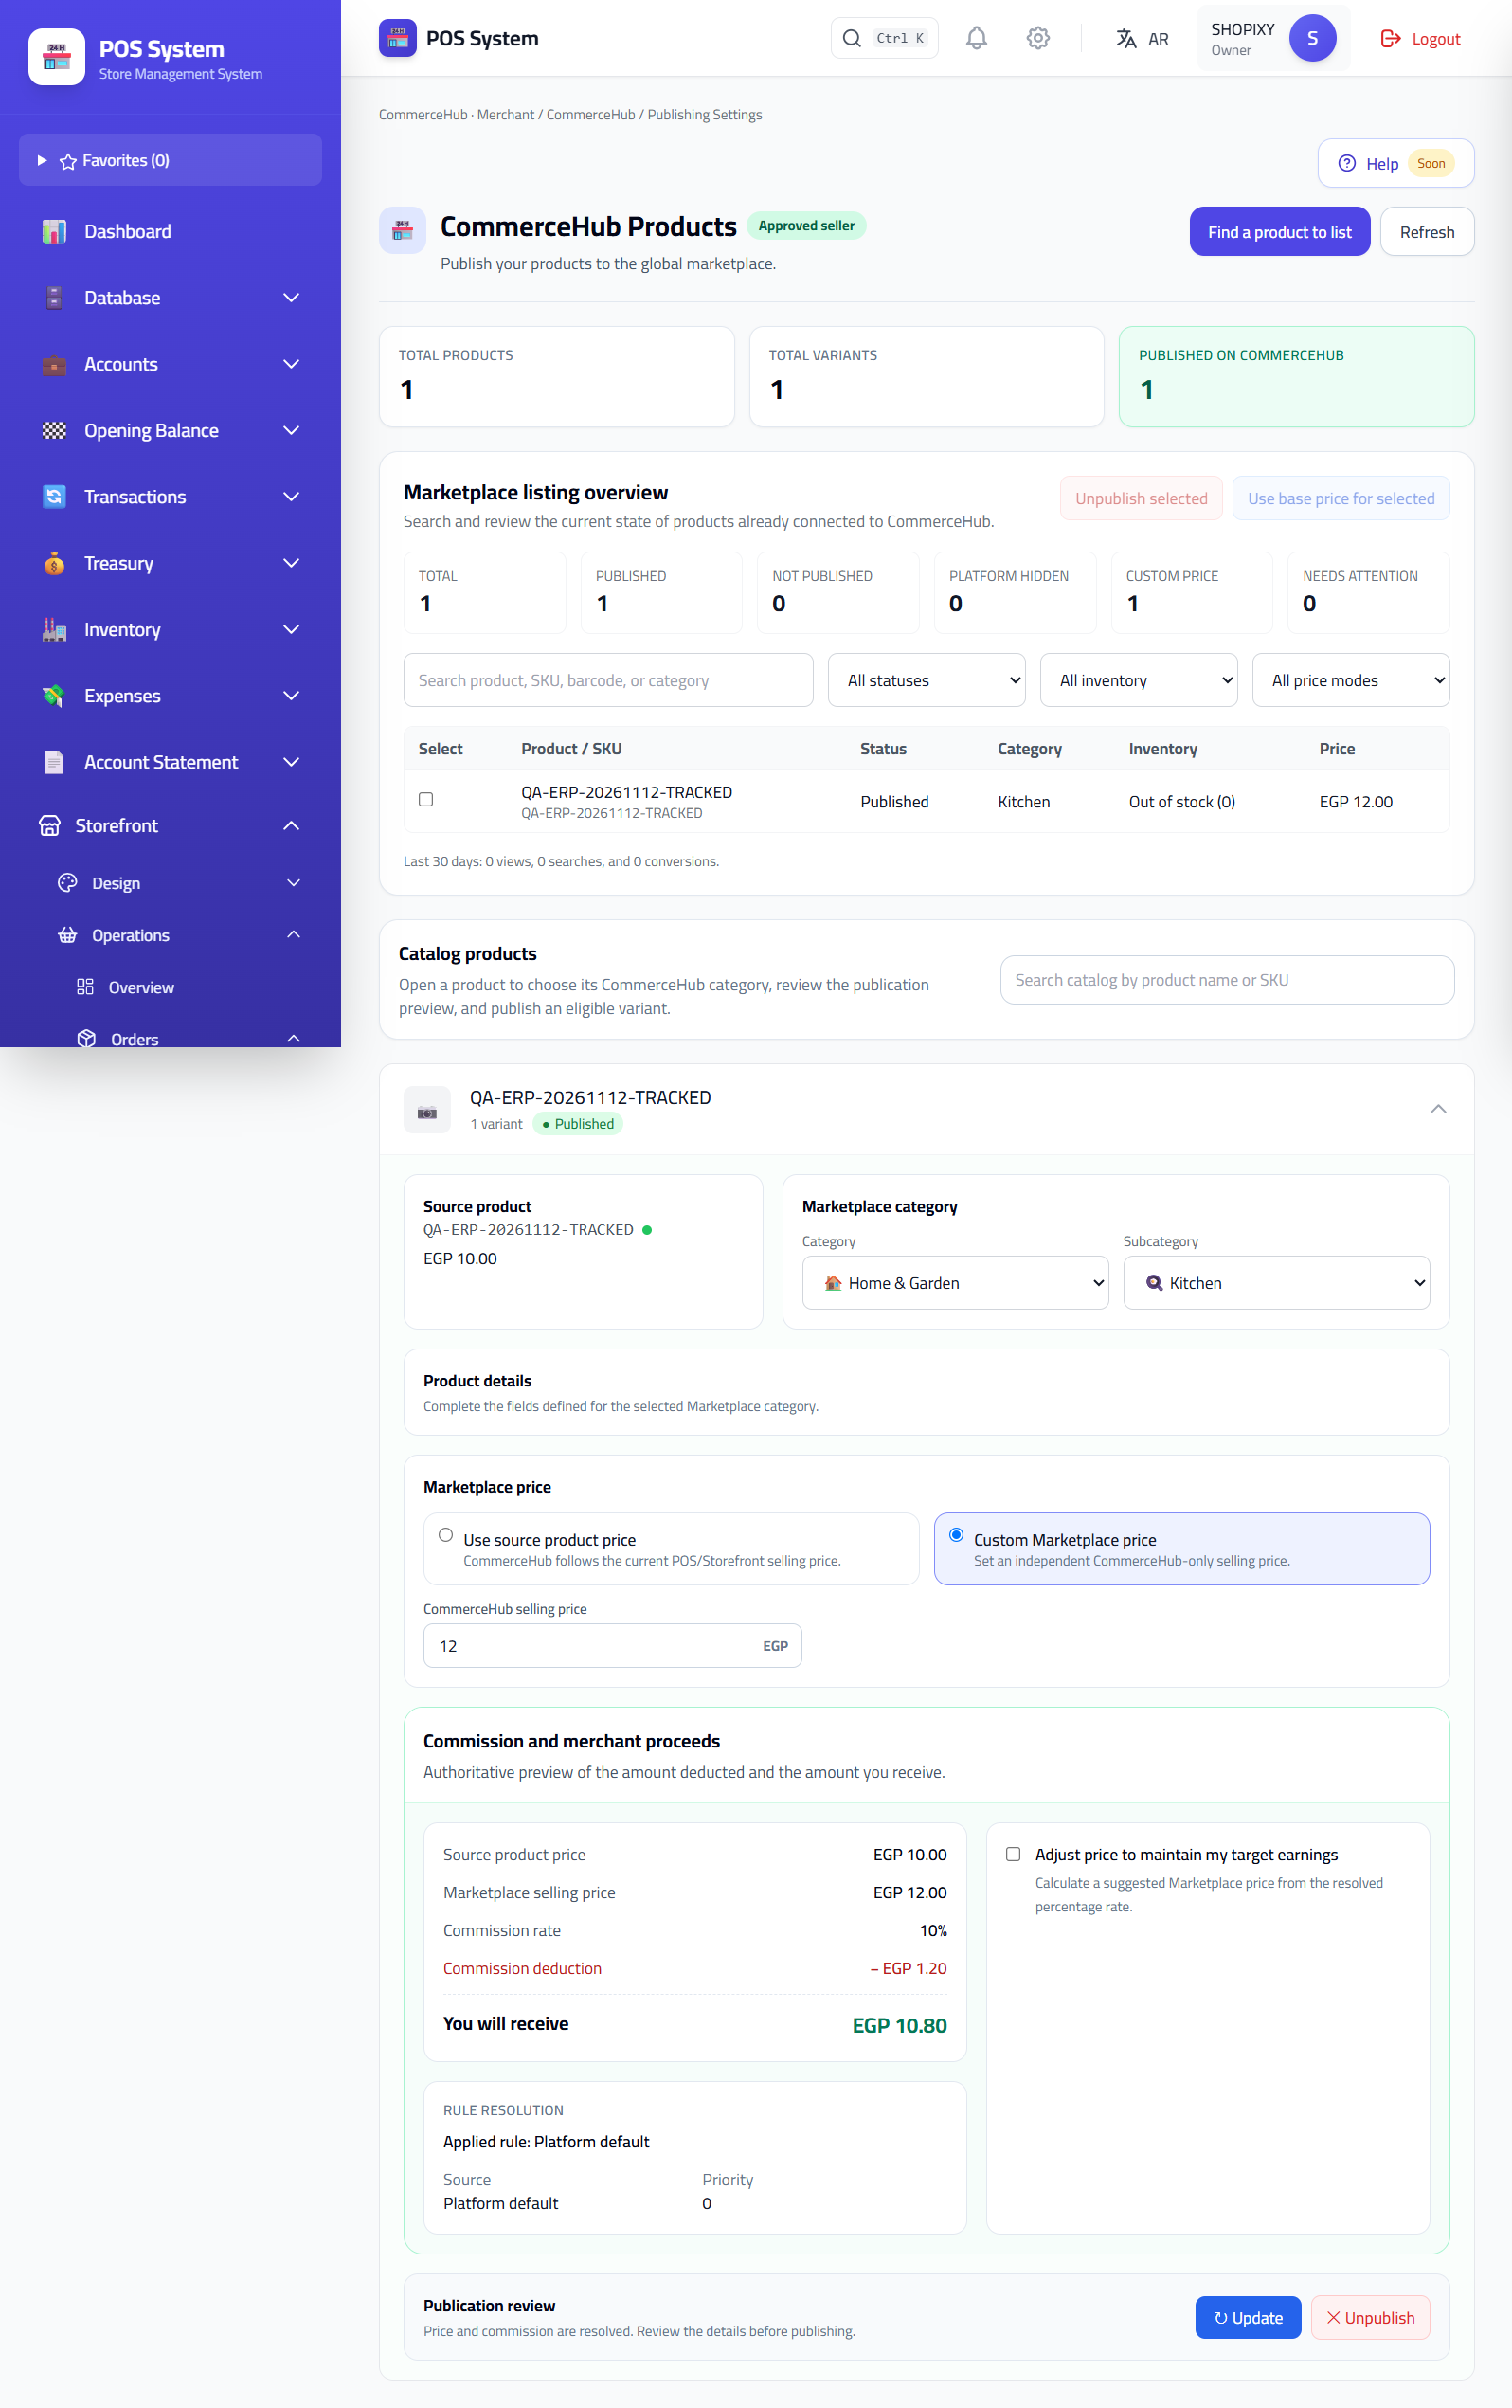 POS System
Store Management System
Favorites (0)
Dashboard
Database
Accounts
Opening Balance
Transactions
Treasury
Inventory
Expenses
Account Statement
Storefront
Design
Operations
Overview
Orders
POS System
Ctrl K
AR
SHOPIXY
Owner
S
Logout
CommerceHub · Merchant / CommerceHub / Publishing Settings
Help Soon
CommerceHub Products Approved seller
Publish your products to the global marketplace.
Find a product to list
Refresh
TOTAL PRODUCTS
1
TOTAL VARIANTS
1
PUBLISHED ON COMMERCEHUB
1
Marketplace listing overview
Search and review the current state of products already connected to CommerceHub.
Unpublish selected
Use base price for selected
TOTAL
1
PUBLISHED
1
NOT PUBLISHED
0
PLATFORM HIDDEN
0
CUSTOM PRICE
1
NEEDS ATTENTION
0
Search product, SKU, barcode, or category
All statuses
All inventory
All price modes
Select Product / SKU Status Category Inventory Price
QA-ERP-20261112-TRACKED
QA-ERP-20261112-TRACKED
Published Kitchen Out of stock (0) EGP 12.00
Last 30 days: 0 views, 0 searches, and 0 conversions.
Catalog products
Open a product to choose its CommerceHub category, review the publication
preview, and publish an eligible variant.
Search catalog by product name or SKU
QA-ERP-20261112-TRACKED
1 variant ● Published
Source product
QA-ERP-20261112-TRACKED
EGP 10.00
Marketplace category
Category
Home & Garden
Subcategory
Kitchen
Product details
Complete the fields defined for the selected Marketplace category.
Marketplace price
Use source product price
CommerceHub follows the current POS/Storefront selling price.
Custom Marketplace price
Set an independent CommerceHub-only selling price.
CommerceHub selling price
12 EGP
Commission and merchant proceeds
Authoritative preview of the amount deducted and the amount you receive.
Source product price EGP 10.00
Marketplace selling price EGP 12.00
Commission rate 10%
Commission deduction − EGP 1.20
You will receive EGP 10.80
Adjust price to maintain my target earnings
Calculate a suggested Marketplace price from the resolved
percentage rate.
RULE RESOLUTION
Applied rule: Platform default
Source Priority
Platform default 0
Publication review
Price and commission are resolved. Review the details before publishing.
↻ Update
✕ Unpublish